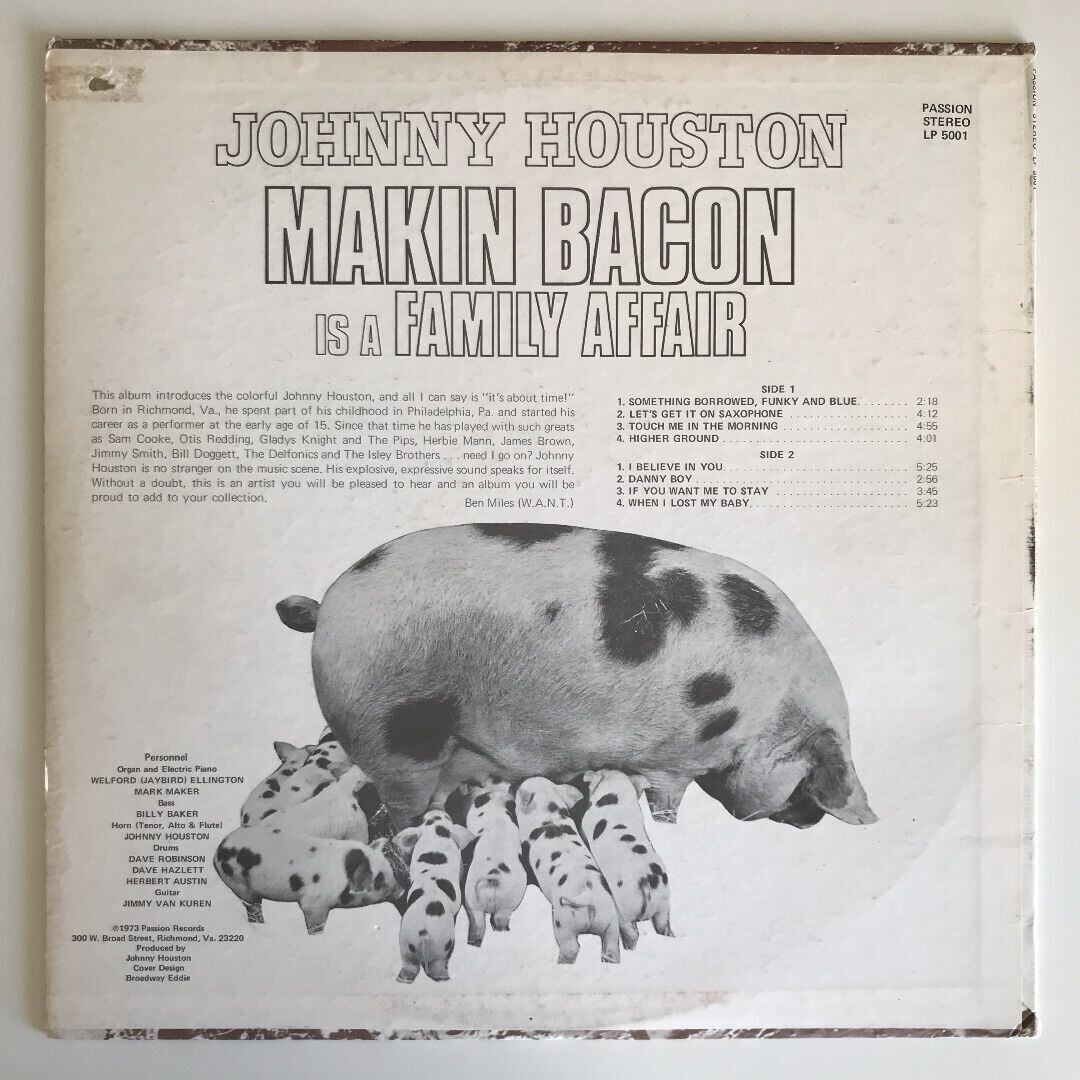 JOHNNY HOUSTON
MAKIN BACON
IS A FAMILY AFFAIR
PASSION
STEREO
LP 5001
PASSION STEREO LP 5001
This album introduces the colorful Johnny Houston, and all I can say is "it's about time!"
Born in Richmond, Va., he spent part of his childhood in Philadelphia, Pa. and started his
career as a performer at the early age of 15. Since that time he has played with such greats
as Sam Cooke, Otis Redding, Gladys Knight and The Pips, Herbie Mann, James Brown,
Jimmy Smith, Bill Doggett, The Delfonics and The Isley Brothers . . . need I go on? Johnny
Houston is no stranger on the music scene. His explosive, expressive sound speaks for itself.
Without a doubt, this is an artist you will be pleased to hear and an album you will be
proud to add to your collection.
Ben Miles (W.A.N.T.)
SIDE 1
1. SOMETHING BORROWED, FUNKY AND BLUE. . . . . . . . 2:18
2. LET'S GET IT ON SAXOPHONE . . . . . . . . . . . . . . . . . . 4:12
3. TOUCH ME IN THE MORNING . . . . . . . . . . . . . . . . . . . 4:55
4. HIGHER GROUND . . . . . . . . . . . . . . . . . . . . . . . . . . . 4:01
SIDE 2
1. I BELIEVE IN YOU. . . . . . . . . . . . . . . . . . . . . . . . . . . 5:25
2. DANNY BOY . . . . . . . . . . . . . . . . . . . . . . . . . . . . . . . 2:56
3. IF YOU WANT ME TO STAY . . . . . . . . . . . . . . . . . . . . 3:45
4. WHEN I LOST MY BABY. . . . . . . . . . . . . . . . . . . . . . . 5:23
Personnel
Organ and Electric Piano
WELFORD (JAYBIRD) ELLINGTON
MARK MAKER
Bass
BILLY BAKER
Horn (Tenor, Alto & Flute)
JOHNNY HOUSTON
Drums
DAVE ROBINSON
DAVE HAZLETT
HERBERT AUSTIN
Guitar
JIMMY VAN KUREN
℗1973 Passion Records
300 W. Broad Street, Richmond, Va. 23220
Produced by
Johnny Houston
Cover Design
Broadway Eddie